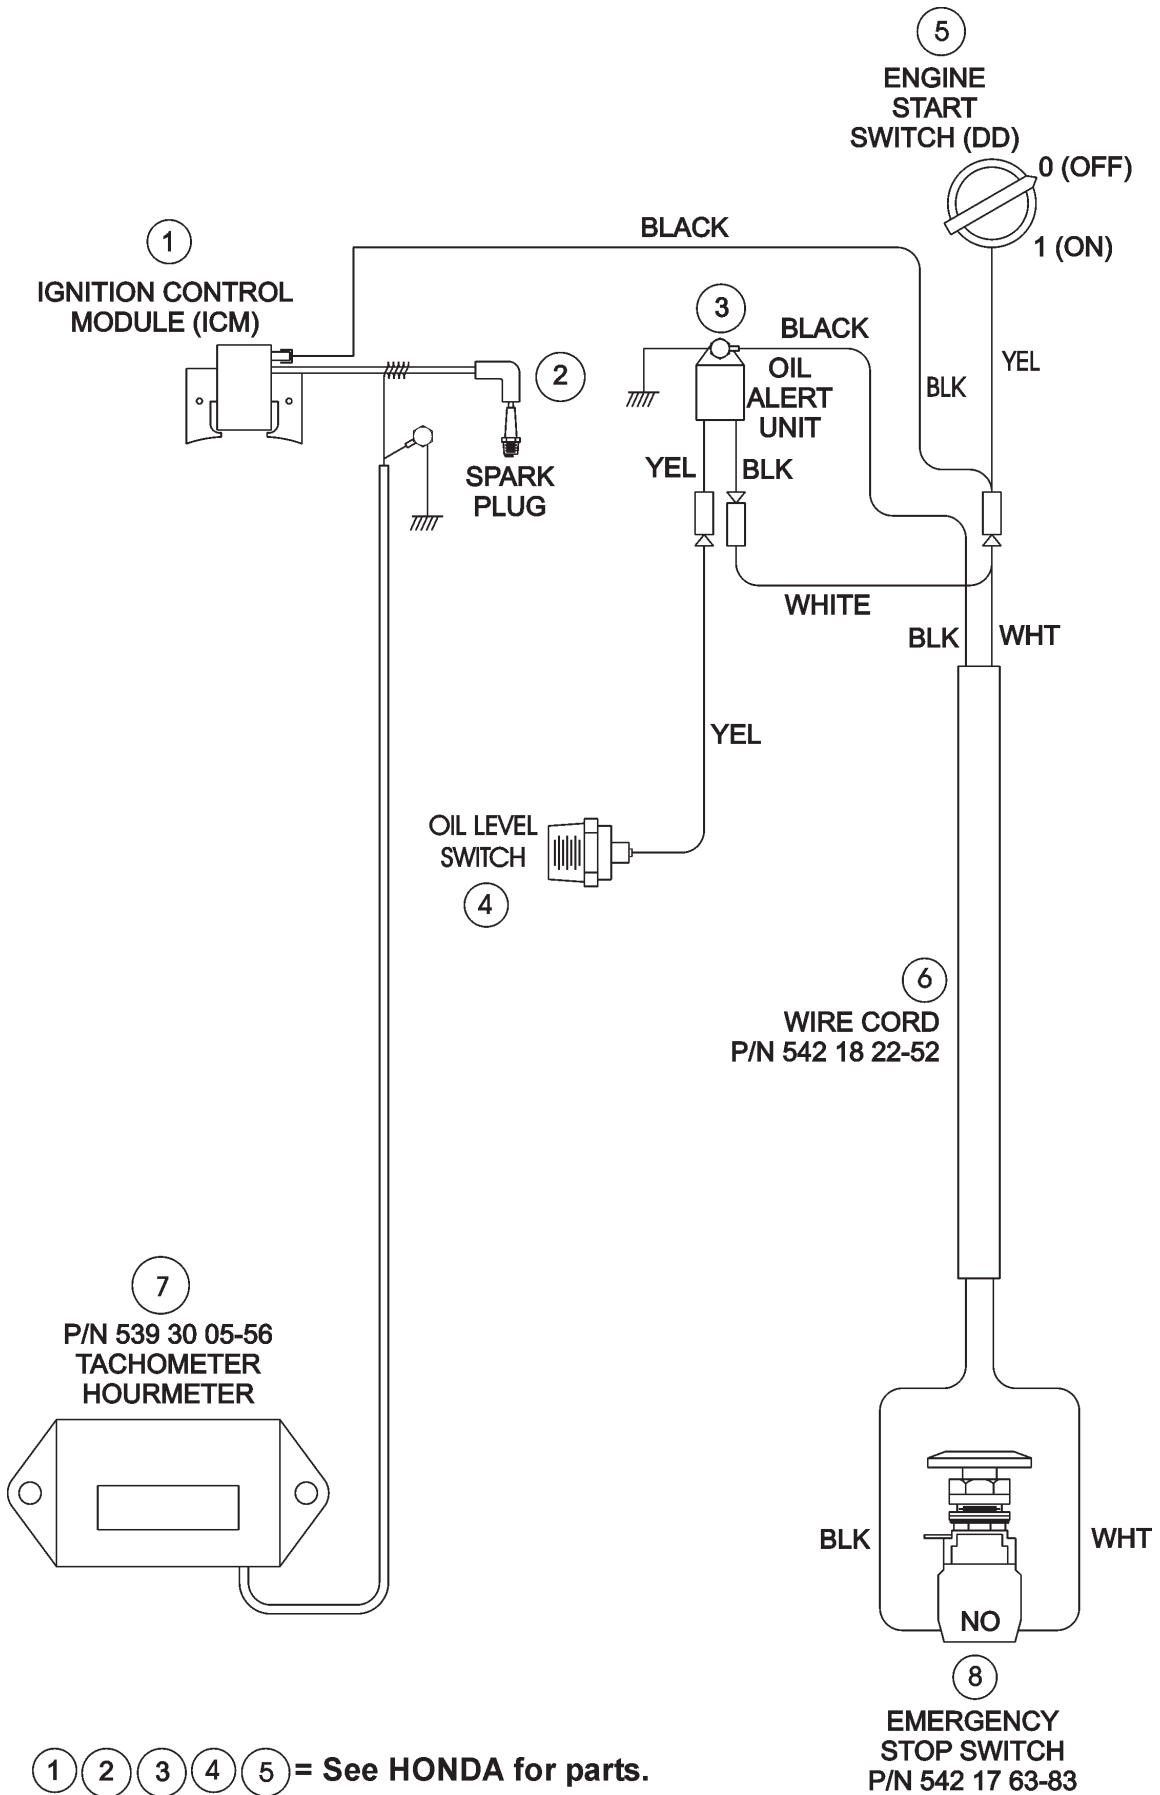 5
ENGINE
START
SWITCH (DD)
0 (OFF)
1 (ON)
BLACK
1
IGNITION CONTROL
MODULE (ICM)
2
SPARK
PLUG
3
BLACK
OIL
ALERT
UNIT
YEL
BLK
BLK
YEL
WHITE
BLK
WHT
YEL
OIL LEVEL
SWITCH
4
6
WIRE CORD
P/N 542 18 22-52
7
P/N 539 30 05-56
TACHOMETER
HOURMETER
BLK
WHT
NO
8
EMERGENCY
STOP SWITCH
P/N 542 17 63-83
1 2 3 4 5 = See HONDA for parts.